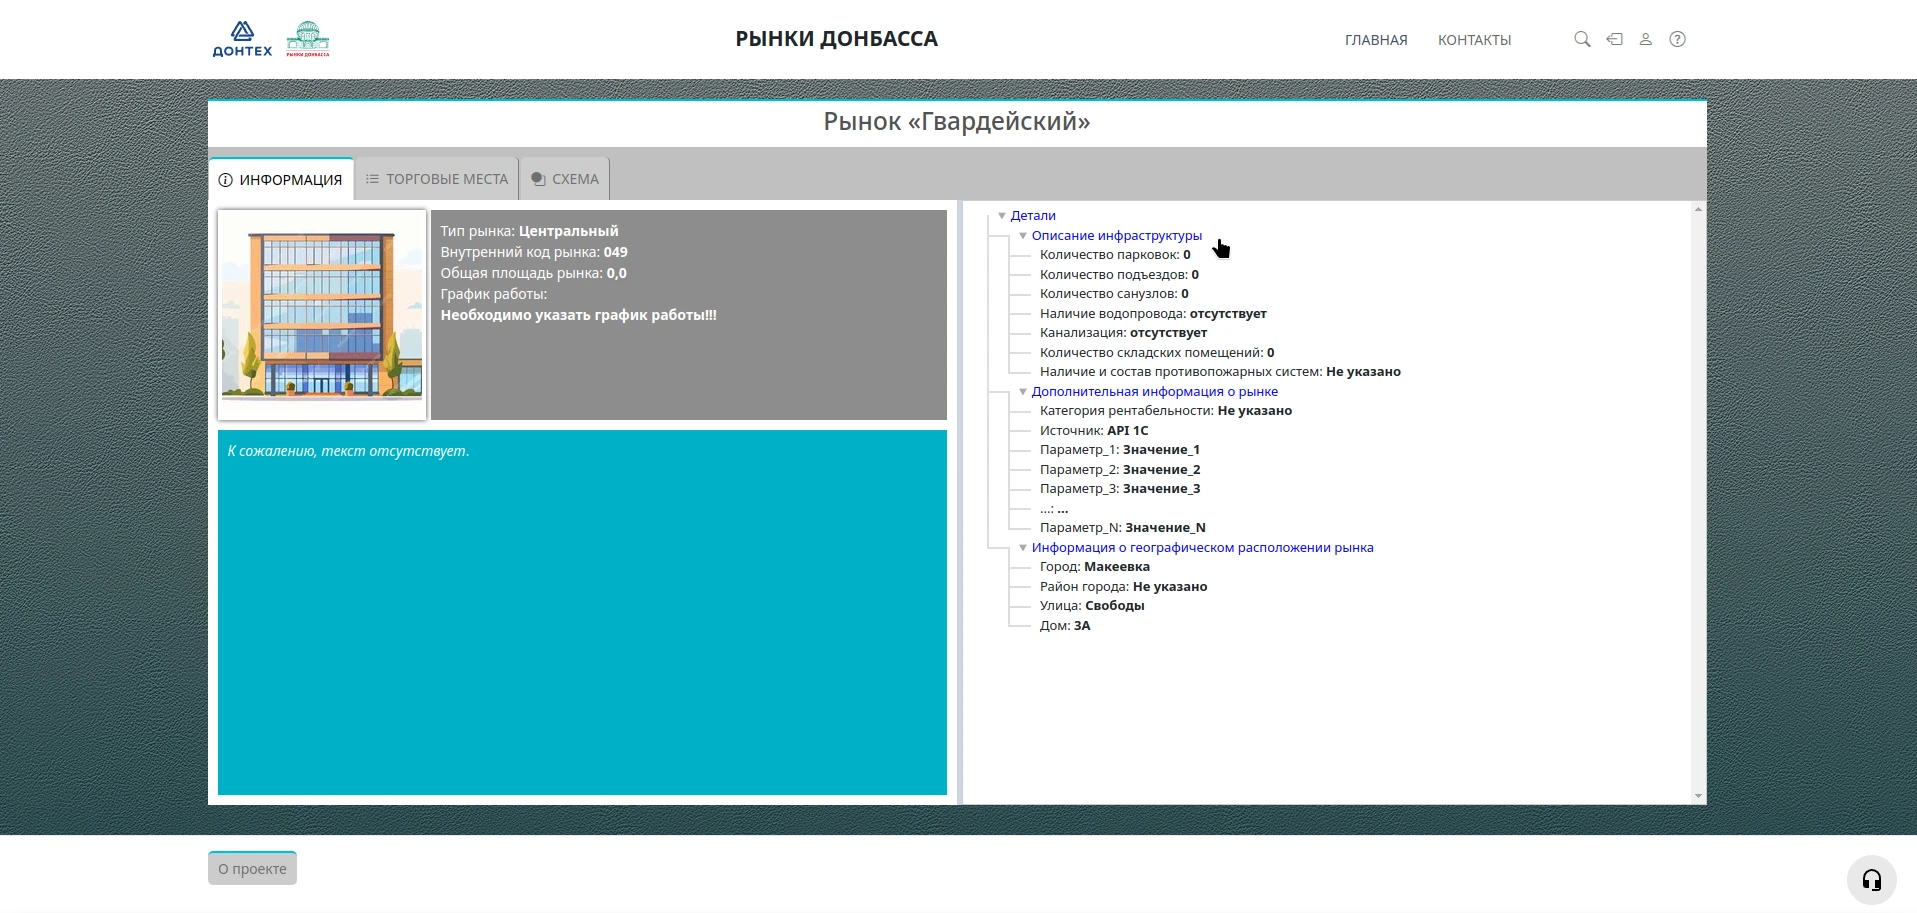 ДОНТЕХ
РЫНКИ ДОНБАССА
РЫНКИ ДОНБАССА
ГЛАВНАЯ
КОНТАКТЫ
Рынок «Гвардейский»
ИНФОРМАЦИЯ
ТОРГОВЫЕ МЕСТА
СХЕМА
Тип рынка: Центральный
Внутренний код рынка: 049
Общая площадь рынка: 0,0
График работы:
Необходимо указать график работы!!!
К сожалению, текст отсутствует.
Детали
Описание инфраструктуры
Количество парковок: 0
Количество подъездов: 0
Количество санузлов: 0
Наличие водопровода: отсутствует
Канализация: отсутствует
Количество складских помещений: 0
Наличие и состав противопожарных систем: Не указано
Дополнительная информация о рынке
Категория рентабельности: Не указано
Источник: API 1C
Параметр_1: Значение_1
Параметр_2: Значение_2
Параметр_3: Значение_3
...: ...
Параметр_N: Значение_N
Информация о географическом расположении рынка
Город: Макеевка
Район города: Не указано
Улица: Свободы
Дом: 3А
О проекте